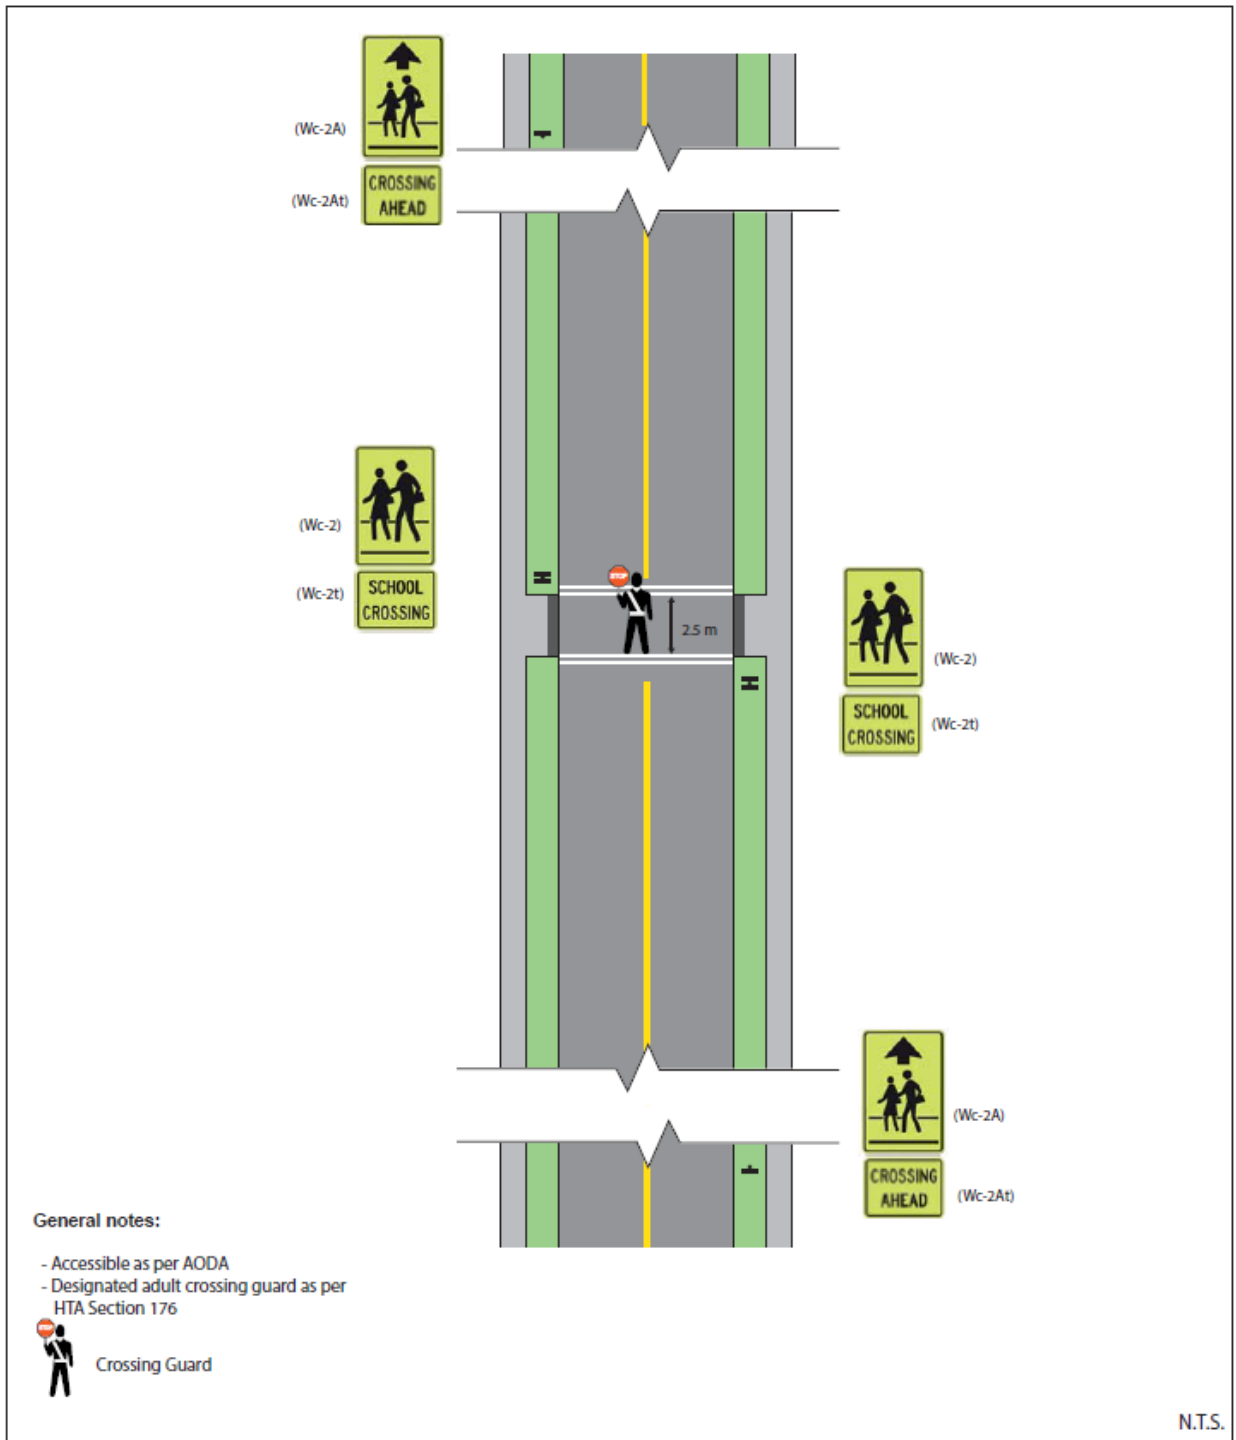 (Wc-2A)
CROSSING
AHEAD
(Wc-2At)
(Wc-2)
SCHOOL
CROSSING
(Wc-2t)
STOP
2.5 m
(Wc-2)
SCHOOL
CROSSING
(Wc-2t)
(Wc-2A)
CROSSING
AHEAD
(Wc-2At)
General notes:
- Accessible as per AODA
- Designated adult crossing guard as per
HTA Section 176
STOP
Crossing Guard
N.T.S.